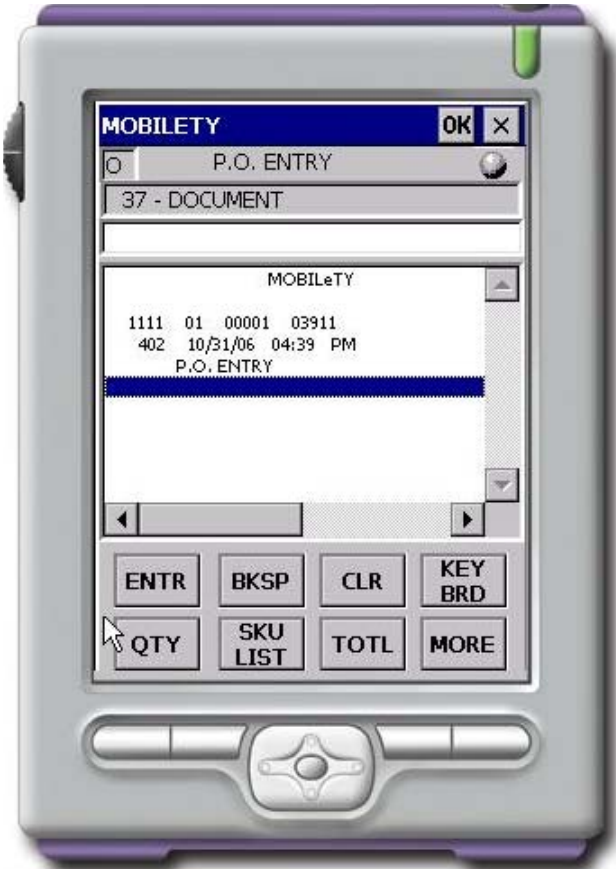 MOBILETY OK ×
O P.O. ENTRY
37 - DOCUMENT
MOBILeTY
1111 01 00001 03911
402 10/31/06 04:39 PM
P.O. ENTRY
ENTR BKSP CLR KEY BRD
QTY SKU LIST TOTL MORE